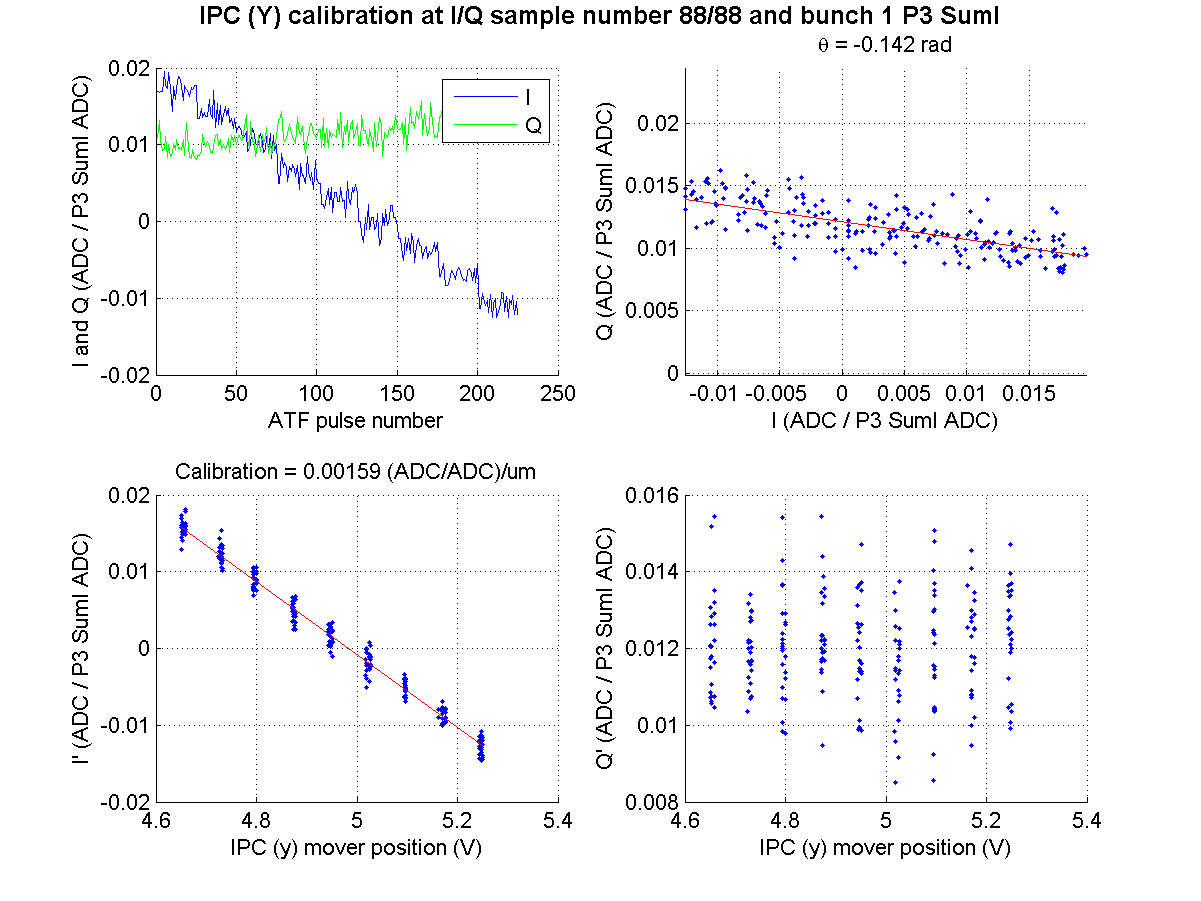 IPC (Y) calibration at I/Q sample number 88/88 and bunch 1 P3 SumI
I and Q (ADC / P3 SumI ADC)
0.02
0.01
0
-0.01
-0.02
0 50 100 150 200 250
ATF pulse number
I
Q
θ = -0.142 rad
Q (ADC / P3 SumI ADC)
0.02
0.015
0.01
0.005
0
-0.01 -0.005 0 0.005 0.01 0.015
I (ADC / P3 SumI ADC)
Calibration = 0.00159 (ADC/ADC)/um
I' (ADC / P3 SumI ADC)
0.02
0.01
0
-0.01
-0.02
4.6 4.8 5 5.2 5.4
IPC (y) mover position (V)
Q' (ADC / P3 SumI ADC)
0.016
0.014
0.012
0.01
0.008
4.6 4.8 5 5.2 5.4
IPC (y) mover position (V)